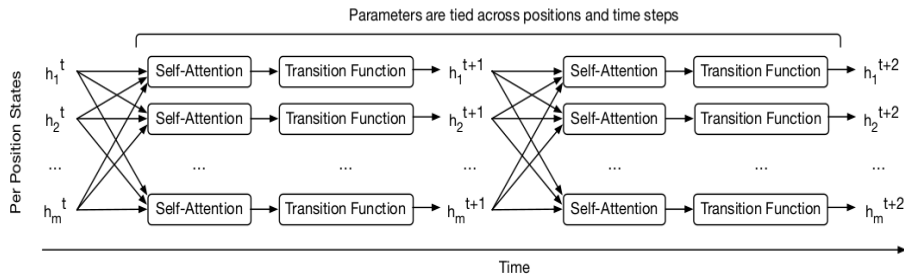 Parameters are tied across positions and time steps
Per Position States
h₁ᵗ Self-Attention Transition Function h₁ᵗ⁺¹ Self-Attention Transition Function h₁ᵗ⁺²
h₂ᵗ Self-Attention Transition Function h₂ᵗ⁺¹ Self-Attention Transition Function h₂ᵗ⁺²
... ... ... ... ... ... ...
hₘᵗ Self-Attention Transition Function hₘᵗ⁺¹ Self-Attention Transition Function hₘᵗ⁺²
Time